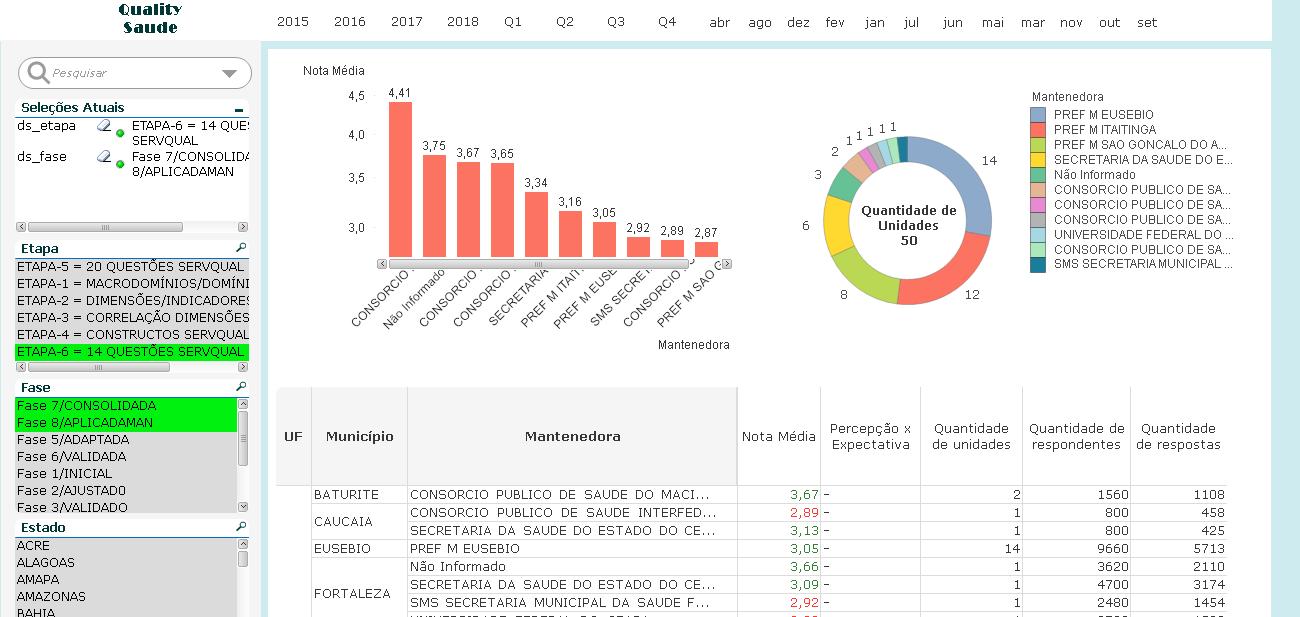 Quality
Saude
2015 2016 2017 2018 Q1 Q2 Q3 Q4 abr ago dez fev jan jul jun mai mar nov out set
Pesquisar
Seleções Atuais
ds_etapa ETAPA-6 = 14 QUES
SERVQUAL
ds_fase Fase 7/CONSOLIDA
8/APLICADAMAN
Etapa
ETAPA-5 = 20 QUESTÕES SERVQUAL
ETAPA-1 = MACRODOMÍNIOS/DOMÍNI
ETAPA-2 = DIMENSÕES/INDICADORES
ETAPA-3 = CORRELAÇÃO DIMENSÕES
ETAPA-4 = CONSTRUCTOS SERVQUAL
ETAPA-6 = 14 QUESTÕES SERVQUAL
Fase
Fase 7/CONSOLIDADA
Fase 8/APLICADAMAN
Fase 5/ADAPTADA
Fase 6/VALIDADA
Fase 1/INICIAL
Fase 2/AJUSTADO
Fase 3/VALIDADO
Estado
ACRE
ALAGOAS
AMAPA
AMAZONAS
BAHIA
Nota Média
4,5
4,0
3,5
3,0
4,41
3,75
3,67
3,65
3,34
3,16
3,05
2,92
2,89
2,87
CONSORCIO
Não Informado
CONSORCIO
CONSORCIO
SECRETARIA
PREF M ITAIT
PREF M EUSE
SMS SECRET
CONSORCIO
PREF M SAO G
Mantenedora
Quantidade de
Unidades
50
14
12
8
6
3
2
1
1
1
1
1
Mantenedora
PREF M EUSEBIO
PREF M ITAITINGA
PREF M SAO GONCALO DO A...
SECRETARIA DA SAUDE DO E...
Não Informado
CONSORCIO PUBLICO DE SA...
CONSORCIO PUBLICO DE SA...
CONSORCIO PUBLICO DE SA...
UNIVERSIDADE FEDERAL DO ...
CONSORCIO PUBLICO DE SA...
SMS SECRETARIA MUNICIPAL ...
UF Município Mantenedora Nota Média Percepção x Expectativa Quantidade de unidades Quantidade de respondentes Quantidade de respostas
BATURITE CONSORCIO PUBLICO DE SAUDE DO MACI... 3,67 - 2 1560 1108
CAUCAIA CONSORCIO PUBLICO DE SAUDE INTERFED... 2,89 - 1 800 458
SECRETARIA DA SAUDE DO ESTADO DO CE... 3,13 - 1 800 425
EUSEBIO PREF M EUSEBIO 3,05 - 14 9660 5713
FORTALEZA Não Informado 3,66 - 1 3620 2110
SECRETARIA DA SAUDE DO ESTADO DO CE... 3,09 - 1 4700 3174
SMS SECRETARIA MUNICIPAL DA SAUDE F... 2,92 - 1 2480 1454